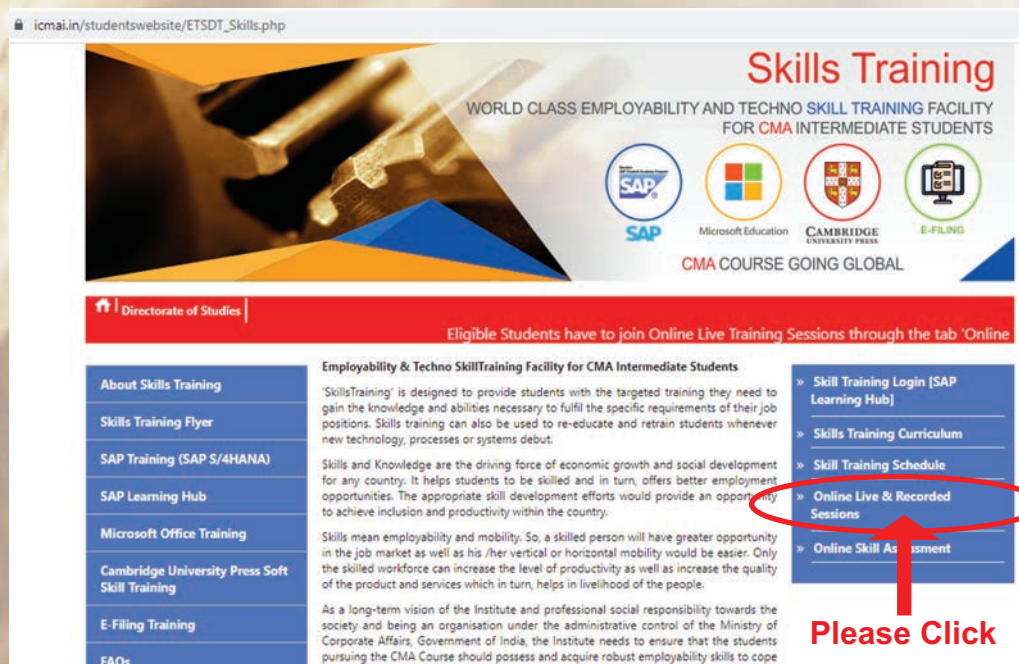 icmai.in/studentswebsite/ETSDT_Skills.php
Skills Training
WORLD CLASS EMPLOYABILITY AND TECHNO SKILL TRAINING FACILITY
FOR CMA INTERMEDIATE STUDENTS
SAP
SAP
Microsoft Education
CAMBRIDGE
UNIVERSITY PRESS
E-FILING
CMA COURSE GOING GLOBAL
Directorate of Studies
Eligible Students have to join Online Live Training Sessions through the tab 'Online
About Skills Training
Skills Training Flyer
SAP Training (SAP S/4HANA)
SAP Learning Hub
Microsoft Office Training
Cambridge University Press Soft
Skill Training
E-Filing Training
FAQs
Employability & Techno SkillTraining Facility for CMA Intermediate Students
'SkillsTraining' is designed to provide students with the targeted training they need to
gain the knowledge and abilities necessary to fulfil the specific requirements of their job
positions. Skills training can also be used to re-educate and retrain students whenever
new technology, processes or systems debut.
Skills and Knowledge are the driving force of economic growth and social development
for any country. It helps students to be skilled and in turn, offers better employment
opportunities. The appropriate skill development efforts would provide an opportunity
to achieve inclusion and productivity within the country.
Skills mean employability and mobility. So, a skilled person will have greater opportunity
in the job market as well as his /her vertical or horizontal mobility would be easier. Only
the skilled workforce can increase the level of productivity as well as increase the quality
of the product and services which in turn, helps in livelihood of the people.
As a long-term vision of the Institute and professional social responsibility towards the
society and being an organisation under the administrative control of the Ministry of
Corporate Affairs, Government of India, the Institute needs to ensure that the students
pursuing the CMA Course should possess and acquire robust employability skills to cope
» Skill Training Login [SAP
Learning Hub]
» Skills Training Curriculum
» Skill Training Schedule
» Online Live & Recorded
Sessions
» Online Skill Assessment
Please Click